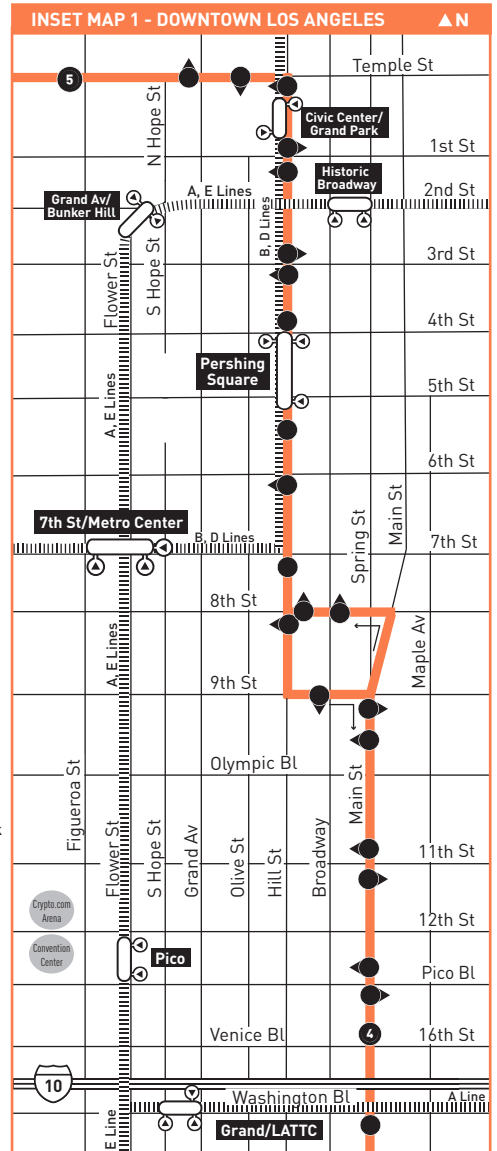 INSET MAP 1 - DOWNTOWN LOS ANGELES
N
Temple St
5
N Hope St
Civic Center/
Grand Park
1st St
Historic
Broadway
A, E Lines
2nd St
Grand Av/
Bunker Hill
B, D Lines
Flower St
S Hope St
3rd St
4th St
Pershing
Square
A, E Lines
5th St
6th St
Main St
7th St/Metro Center
B, D Lines
Spring St
7th St
8th St
A, E Lines
Maple Av
9th St
Olympic Bl
Figueroa St
Main St
Flower St
S Hope St
Grand Av
Olive St
Hill St
Broadway
11th St
Crypto.com
Arena
12th St
Convention
Center
Pico
Pico Bl
Venice Bl
4
16th St
10
Washington Bl
A Line
E Line
Grand/LATTC